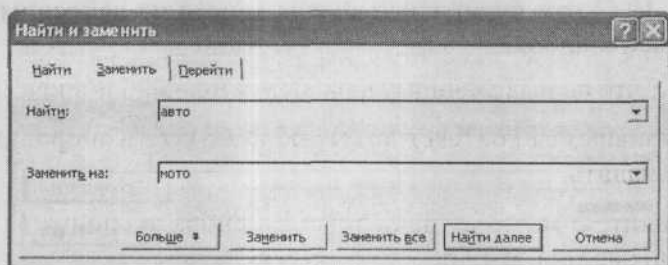 Найти и заменить
Найти Заменить Перейти
Найти: авто
Заменить на: мото
Больше Заменить Заменить все Найти далее Отмена